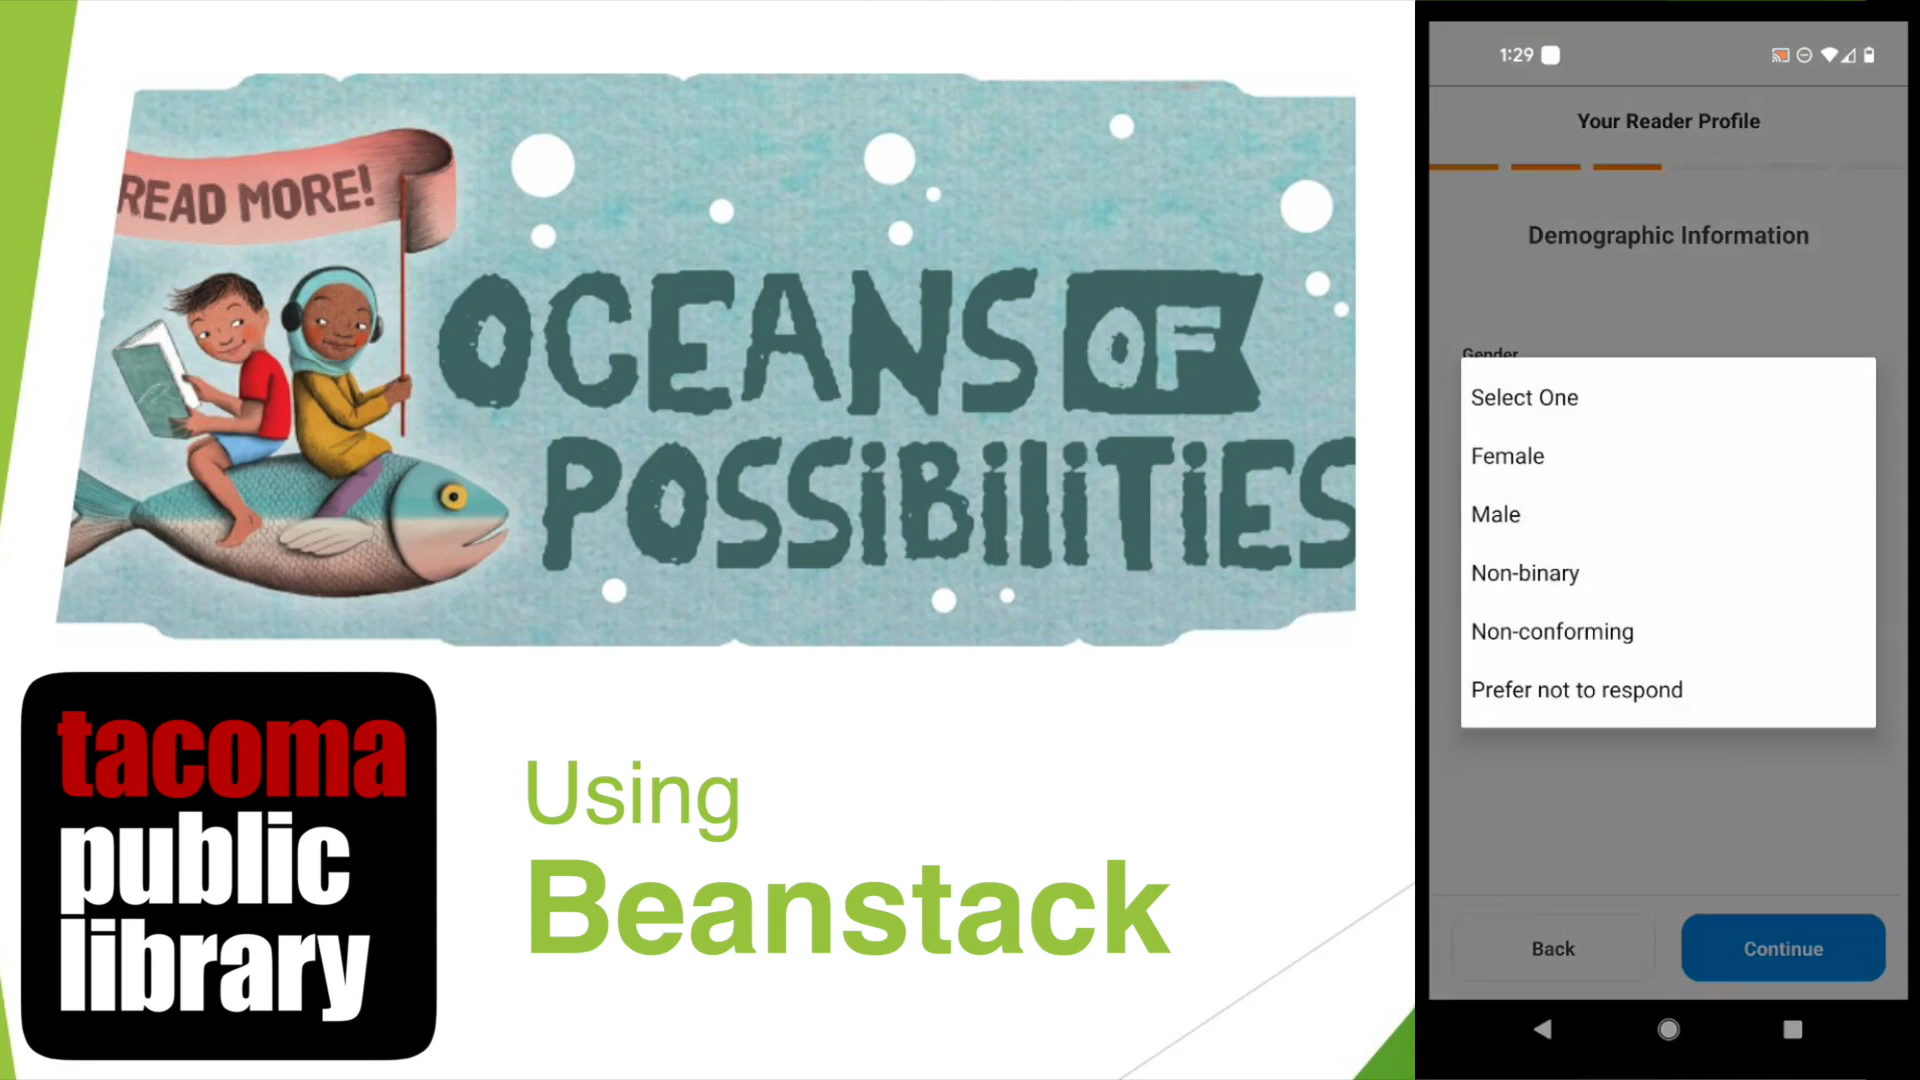 READ MORE!
OCEANS OF
POSSIBILITIES
tacoma
public
library
Using
Beanstack
1:29
Your Reader Profile
Demographic Information
Gender
Select One
Female
Male
Non-binary
Non-conforming
Prefer not to respond
Back
Continue